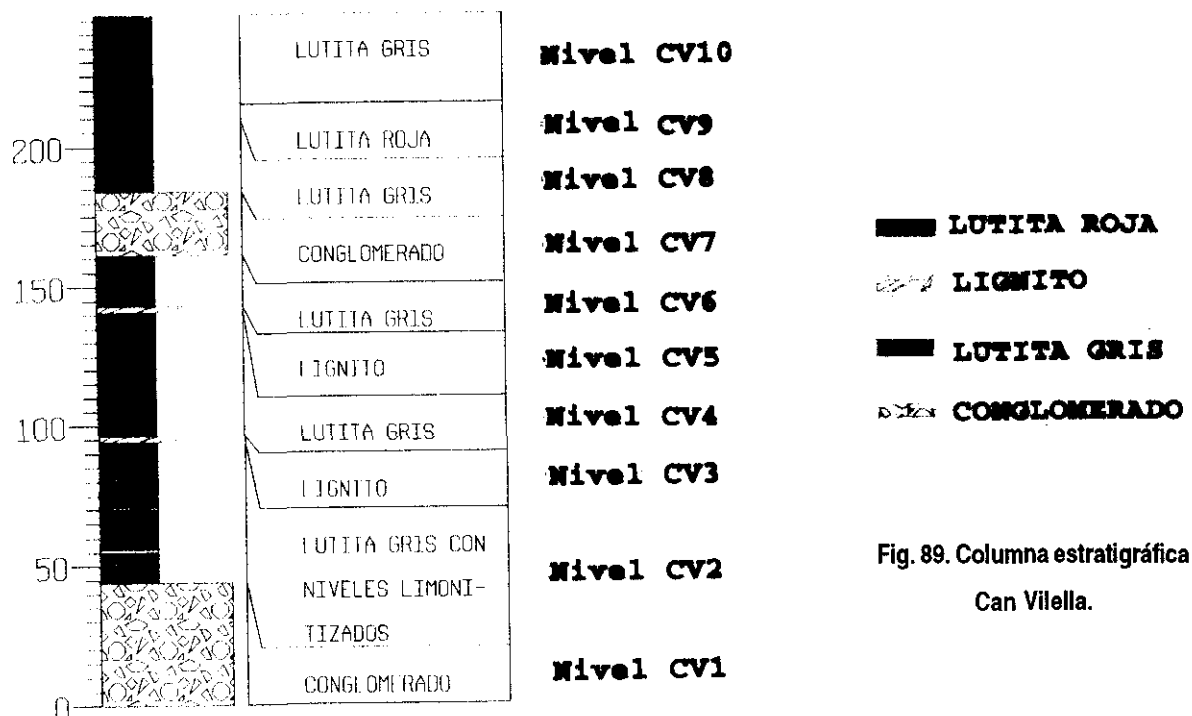 LUTITA GRIS Nivel CV10
200 LUTITA ROJA Nivel CV9
LUTITA GRIS Nivel CV8
CONGLOMERADO Nivel CV7
150 LUTITA GRIS Nivel CV6
LIGNITO Nivel CV5
100 LUTITA GRIS Nivel CV4
LIGNITO Nivel CV3
LUTITA GRIS CON
50 NIVELES LIMONI- Nivel CV2
TIZADOS
CONGLOMERADO Nivel CV1
0
LUTITA ROJA
LIGNITO
LUTITA GRIS
CONGLOMERADO
Fig. 89. Columna estratigráfica
Can Vilella.